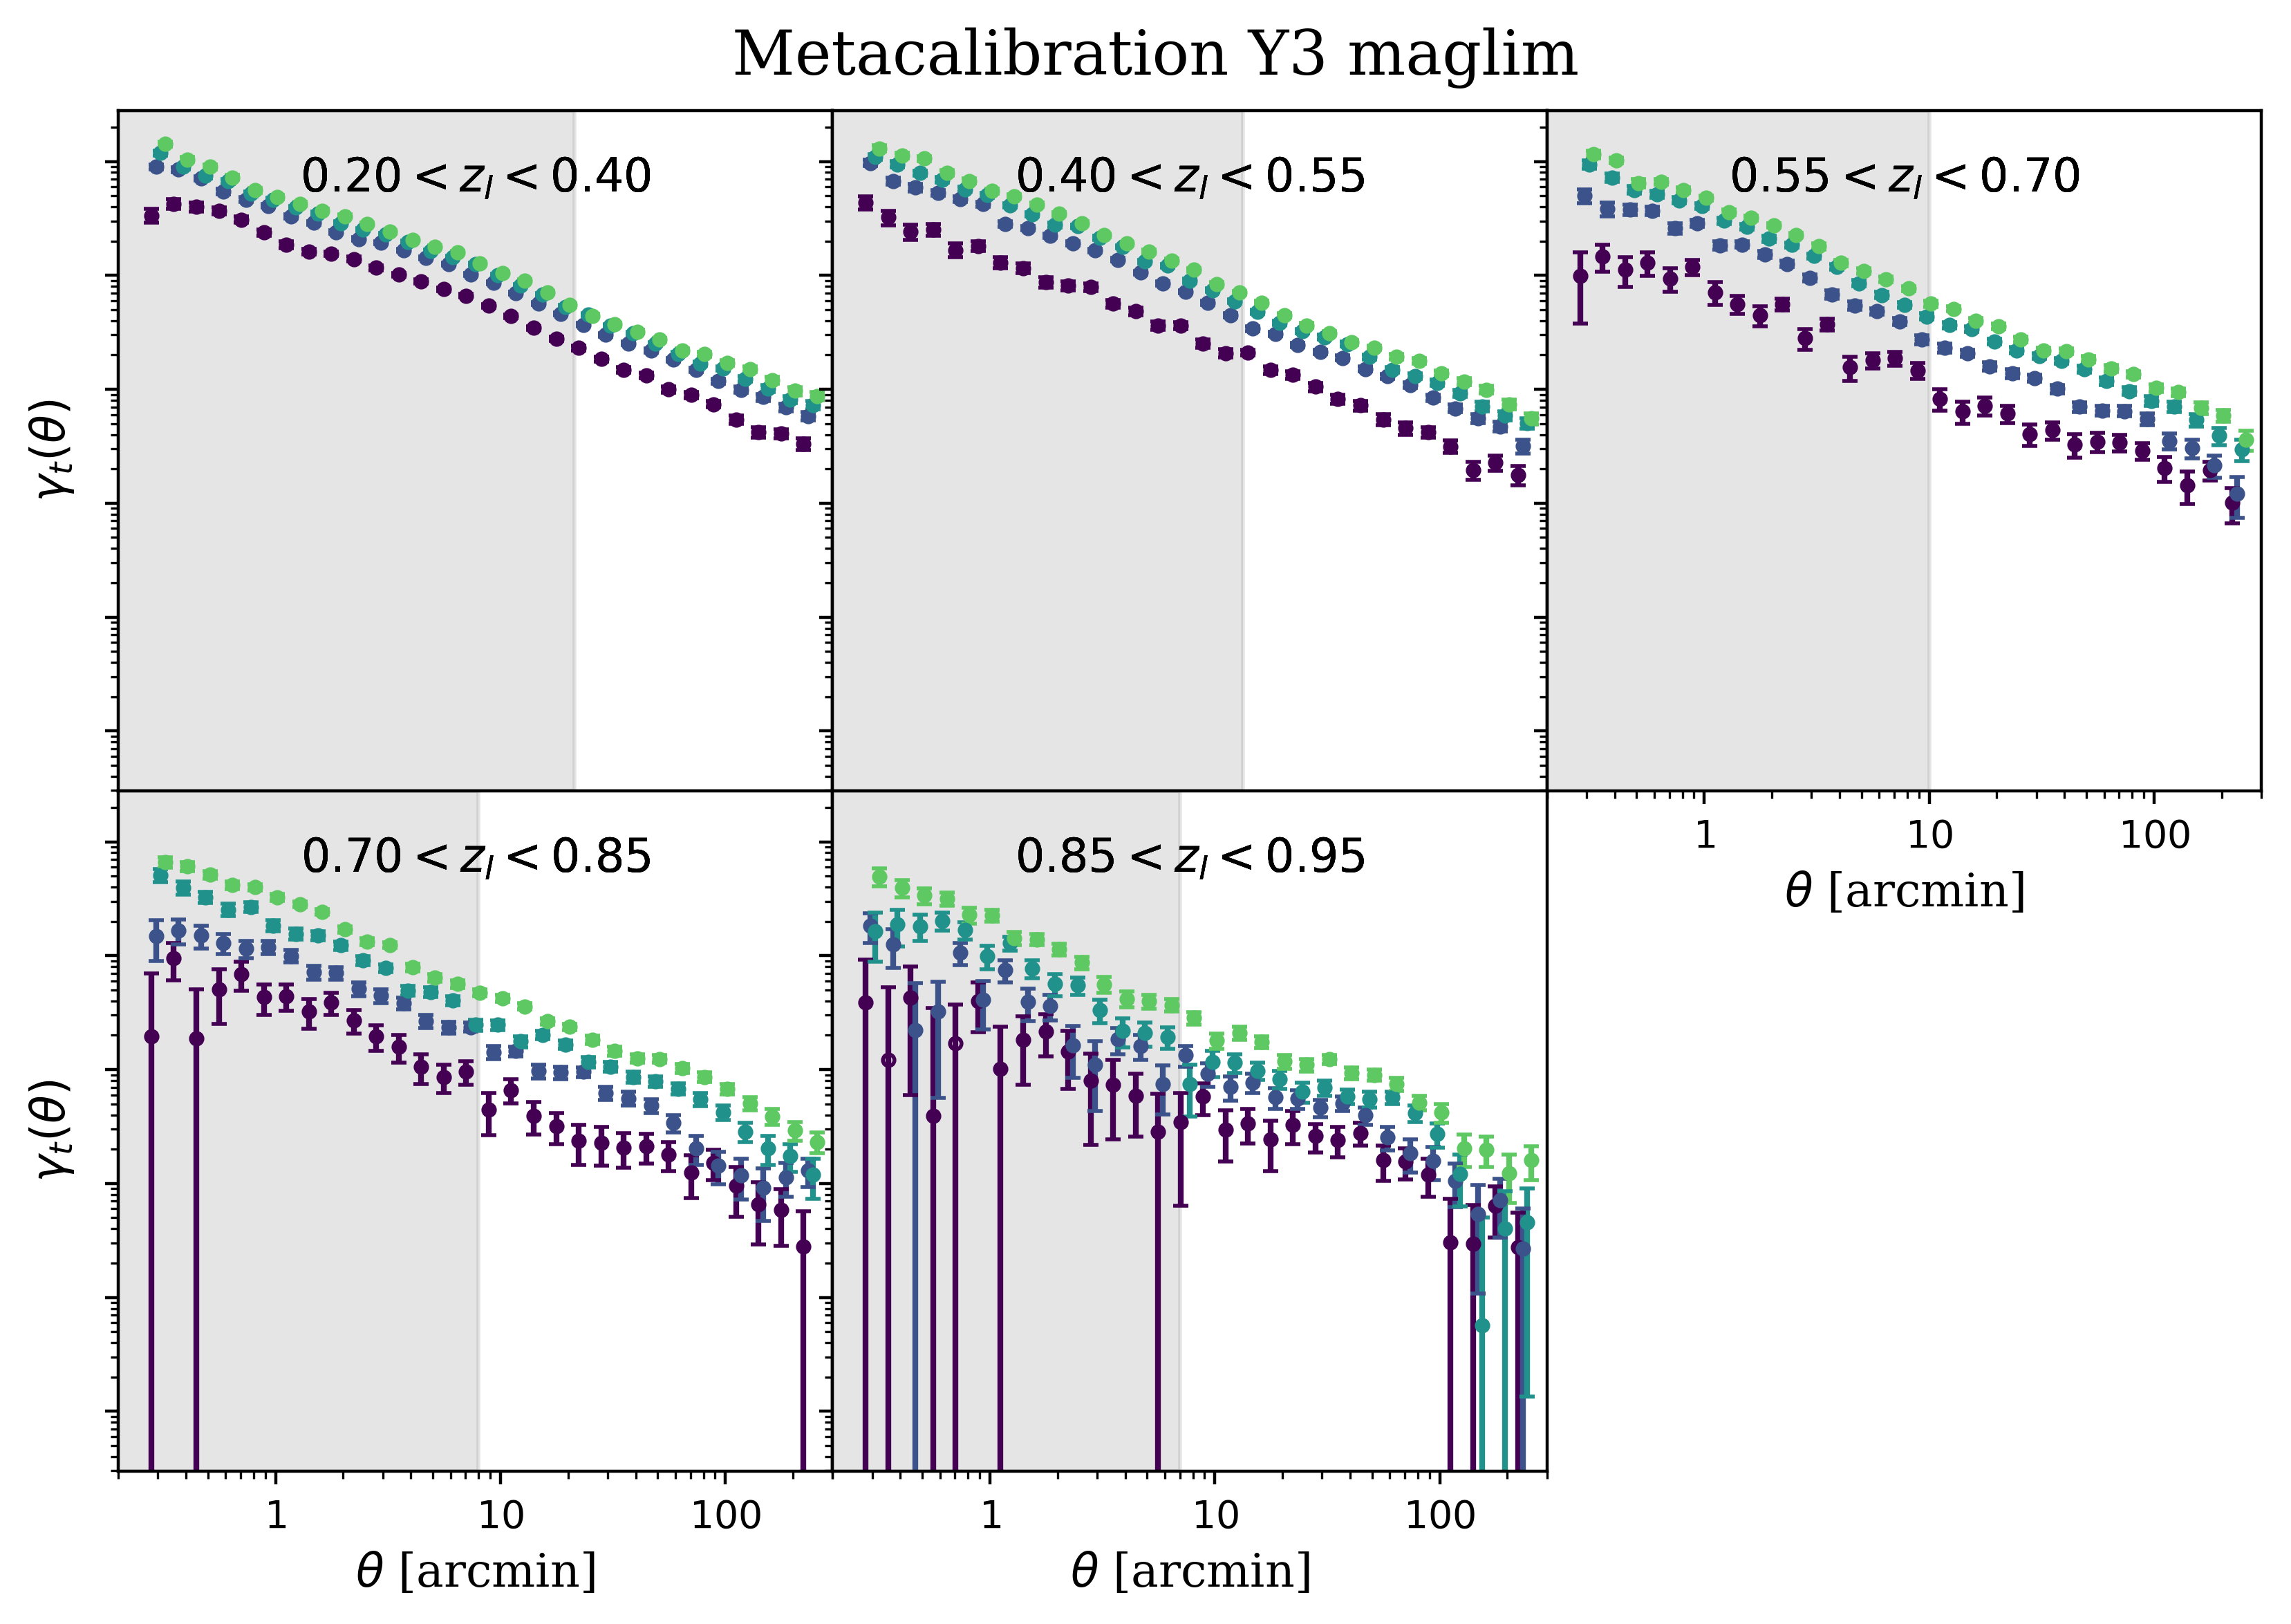 Metacalibration Y3 maglim
0.20 < z_l < 0.40
0.40 < z_l < 0.55
0.55 < z_l < 0.70
γ_t(θ)
1 10 100
θ [arcmin]
0.70 < z_l < 0.85
0.85 < z_l < 0.95
γ_t(θ)
1 10 100
1 10 100
θ [arcmin]
θ [arcmin]